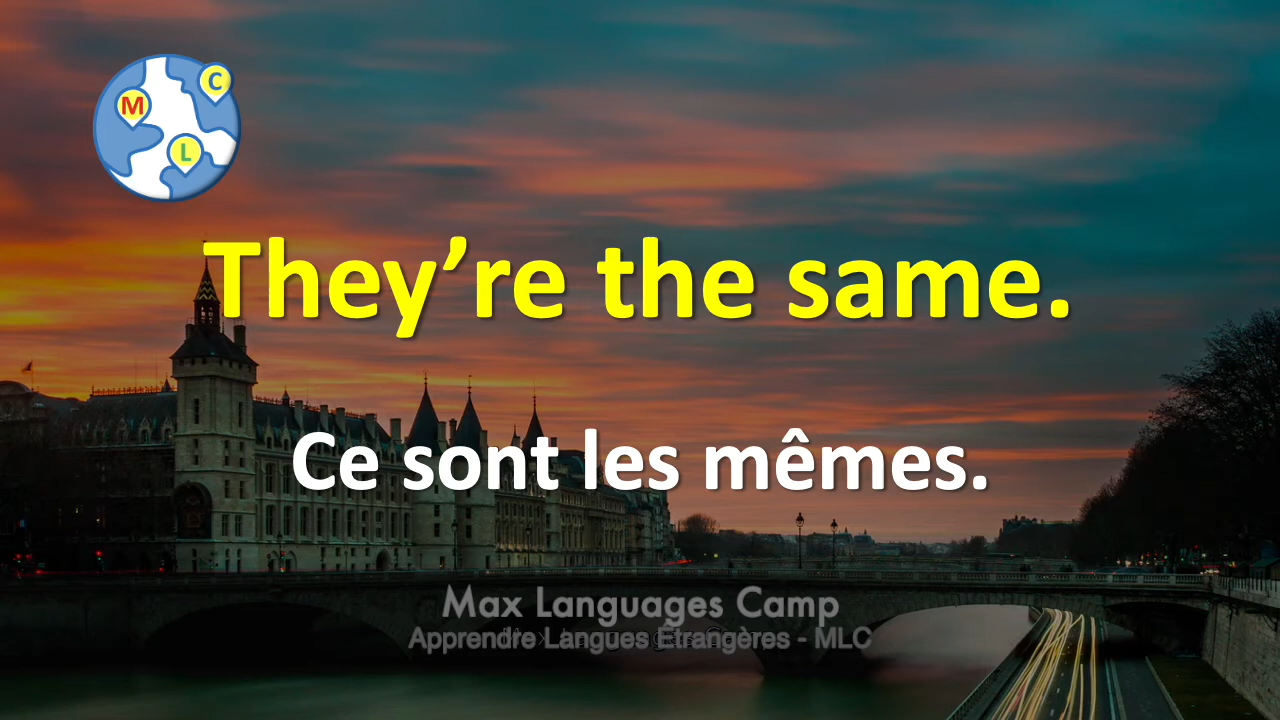 C
M
L
They’re the same.
Ce sont les mêmes.
Max Languages Camp
Apprendre Langues Étrangères - MLC